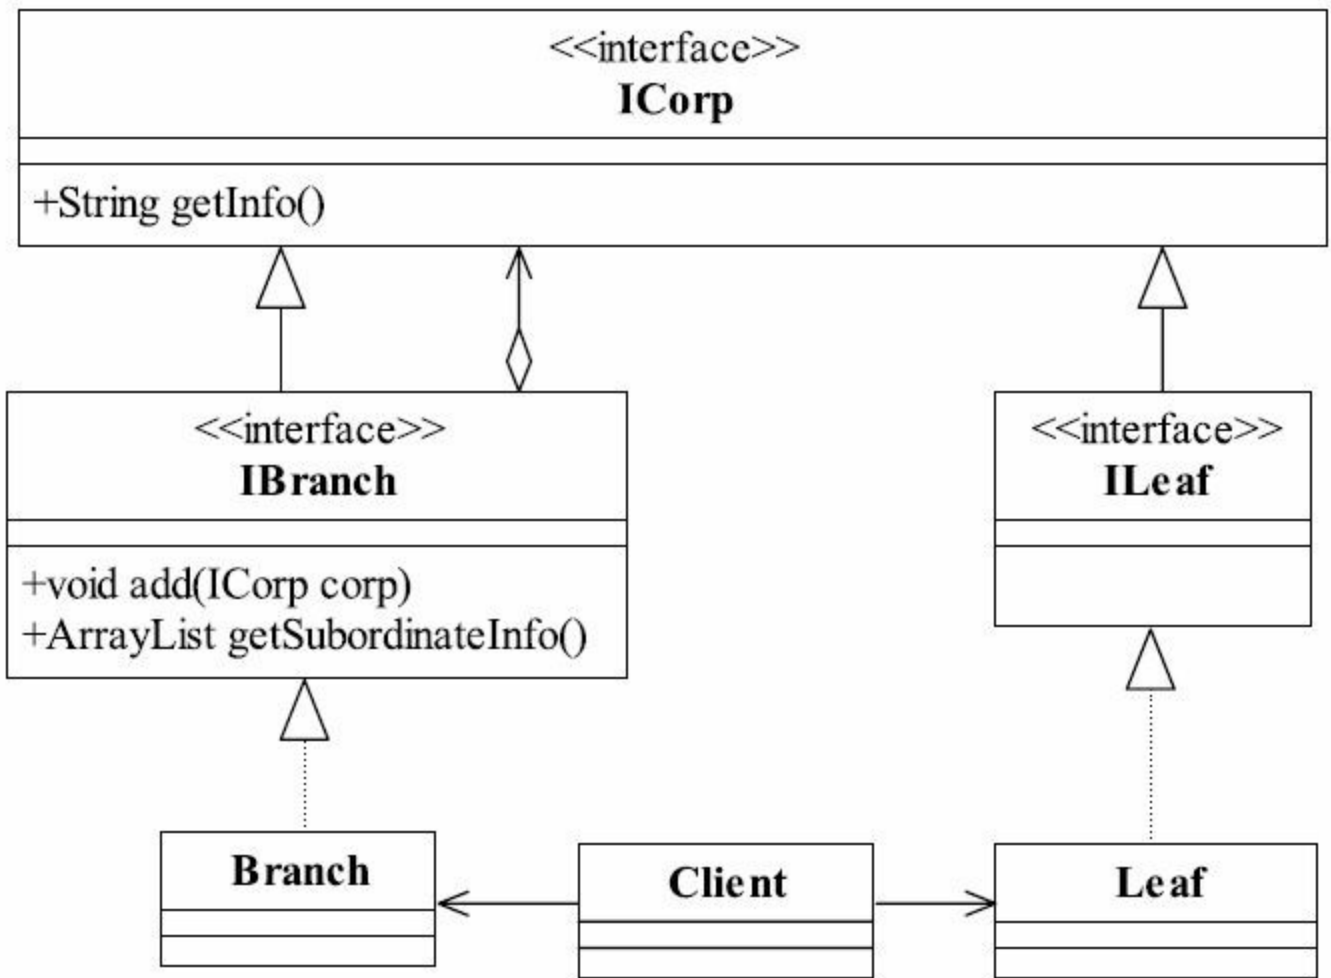 <<interface>>
ICorp
+String getInfo()
<<interface>>
IBranch
+void add(ICorp corp)
+ArrayList getSubordinateInfo()
<<interface>>
ILeaf
Branch
Client
Leaf